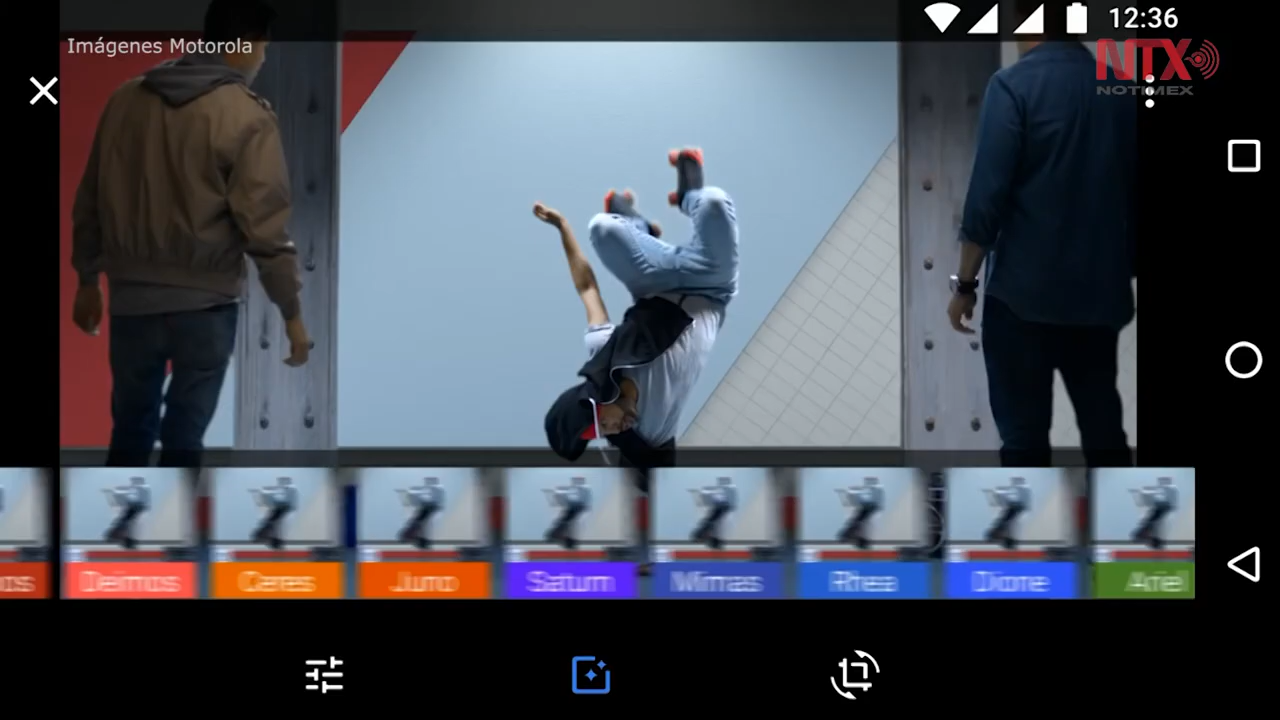 12:36
Imágenes Motorola
NTX
NOTIMEX
Deimos
Ceres
Juno
Saturn
Mimas
Rhea
Dione
Ariel